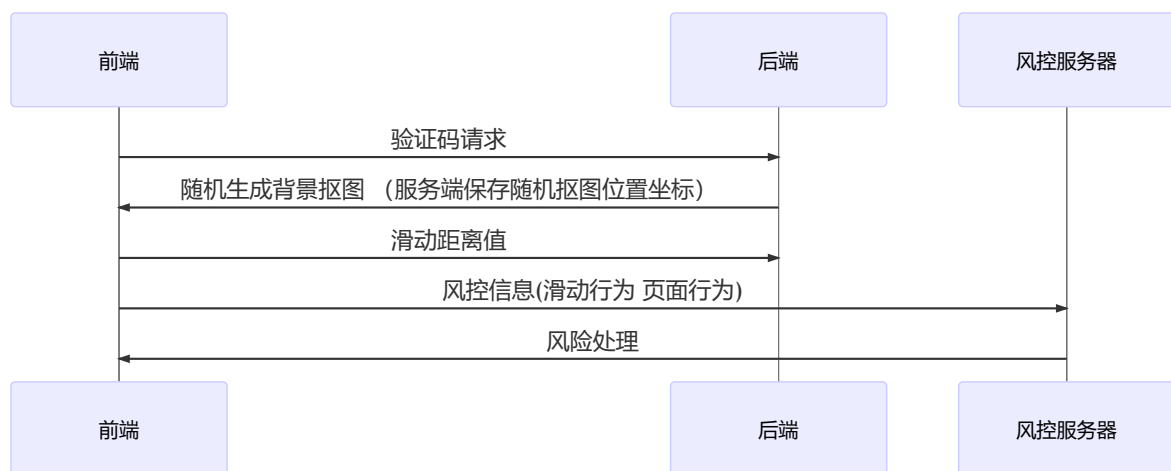 前端
后端
风控服务器
验证码请求
随机生成背景抠图 （服务端保存随机抠图位置坐标）
滑动距离值
风控信息(滑动行为 页面行为)
风险处理
前端
后端
风控服务器